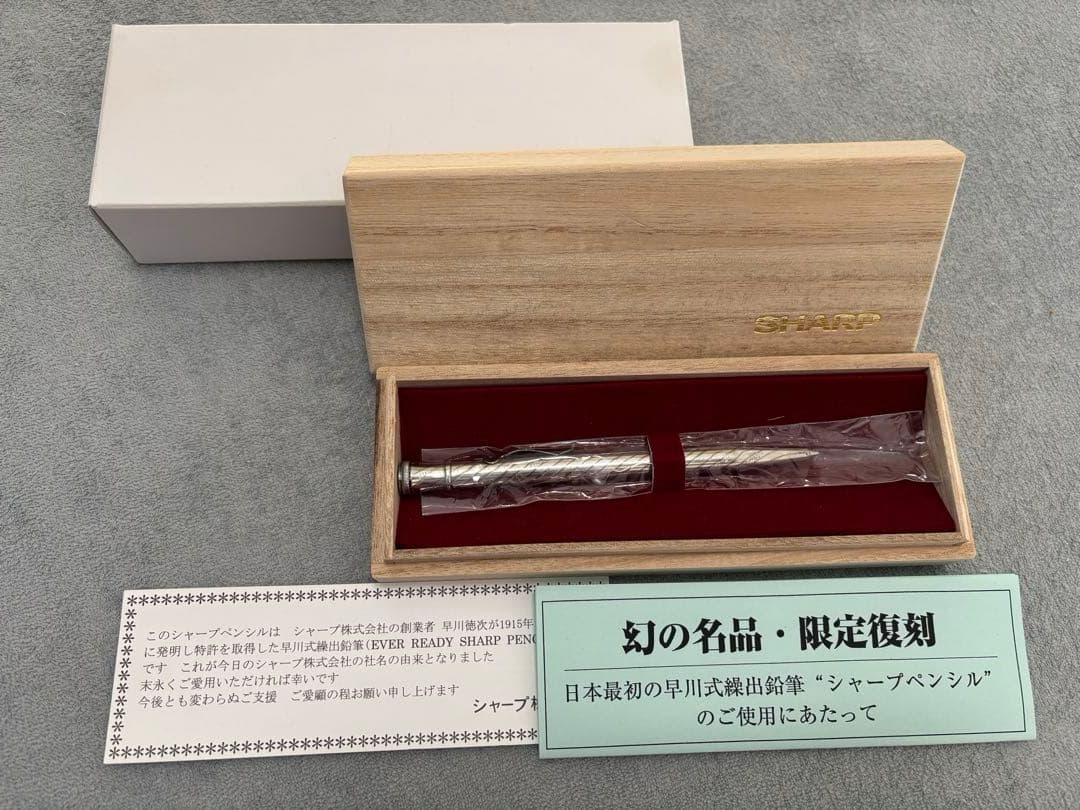 SHARP
このシャープペンシルは　シャープ株式会社の創業者 早川徳次が1915年
に発明し特許を取得した早川式繰出鉛筆(EVER READY SHARP PENC
です　これが今日のシャープ株式会社の社名の由来となりました
末永くご愛用いただければ幸いです
今後とも変わらぬご支援　ご愛顧の程お願い申し上げます
シャープ株
幻の名品・限定復刻
日本最初の早川式繰出鉛筆“シャープペンシル”
のご使用にあたって